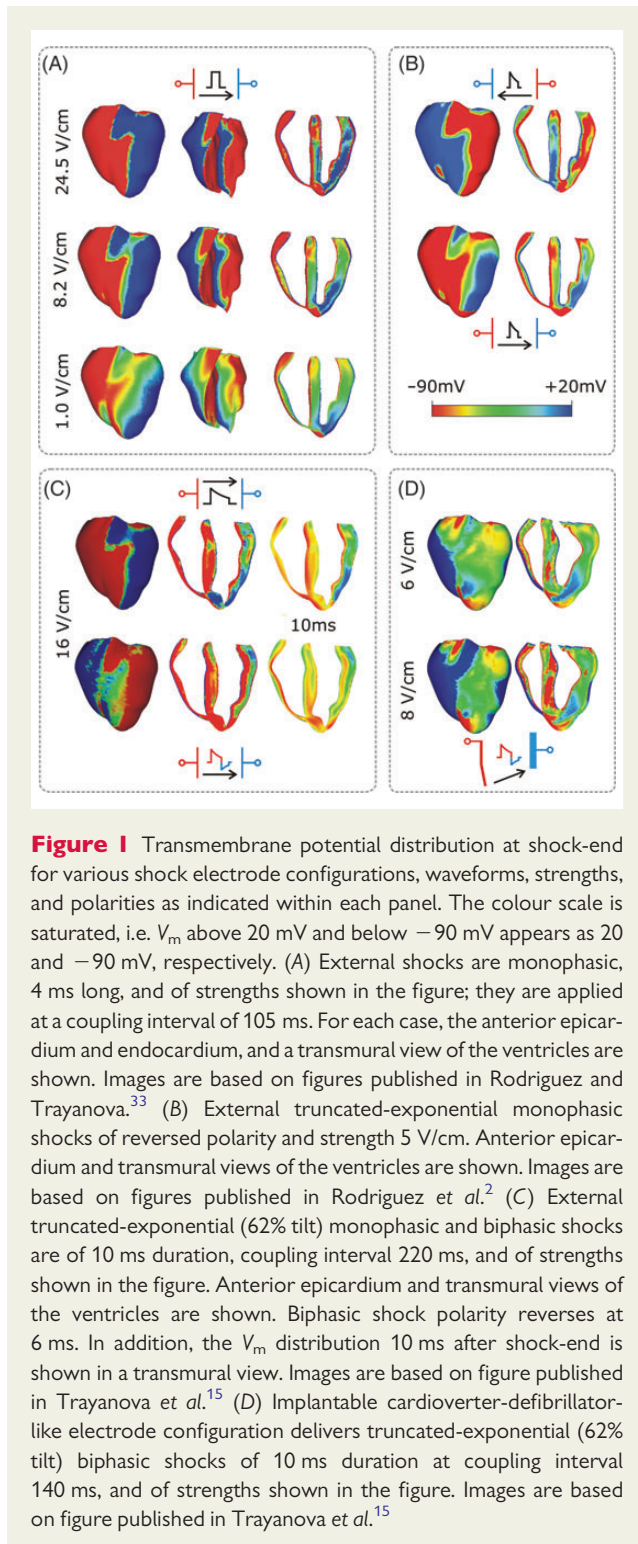 (A)
(B)
24.5 V/cm
8.2 V/cm
1.0 V/cm
−90mV +20mV
(C)
(D)
16 V/cm
10ms
6 V/cm
8 V/cm
Figure 1 Transmembrane potential distribution at shock-end
for various shock electrode configurations, waveforms, strengths,
and polarities as indicated within each panel. The colour scale is
saturated, i.e. Vm above 20 mV and below −90 mV appears as 20
and −90 mV, respectively. (A) External shocks are monophasic,
4 ms long, and of strengths shown in the figure; they are applied
at a coupling interval of 105 ms. For each case, the anterior epicar-
dium and endocardium, and a transmural view of the ventricles are
shown. Images are based on figures published in Rodriguez and
Trayanova.33 (B) External truncated-exponential monophasic
shocks of reversed polarity and strength 5 V/cm. Anterior epicar-
dium and transmural views of the ventricles are shown. Images are
based on figures published in Rodriguez et al.2 (C) External
truncated-exponential (62% tilt) monophasic and biphasic shocks
are of 10 ms duration, coupling interval 220 ms, and of strengths
shown in the figure. Anterior epicardium and transmural views of
the ventricles are shown. Biphasic shock polarity reverses at
6 ms. In addition, the Vm distribution 10 ms after shock-end is
shown in a transmural view. Images are based on figure published
in Trayanova et al.15 (D) Implantable cardioverter-defibrillator-
like electrode configuration delivers truncated-exponential (62%
tilt) biphasic shocks of 10 ms duration at coupling interval
140 ms, and of strengths shown in the figure. Images are based
on figure published in Trayanova et al.15